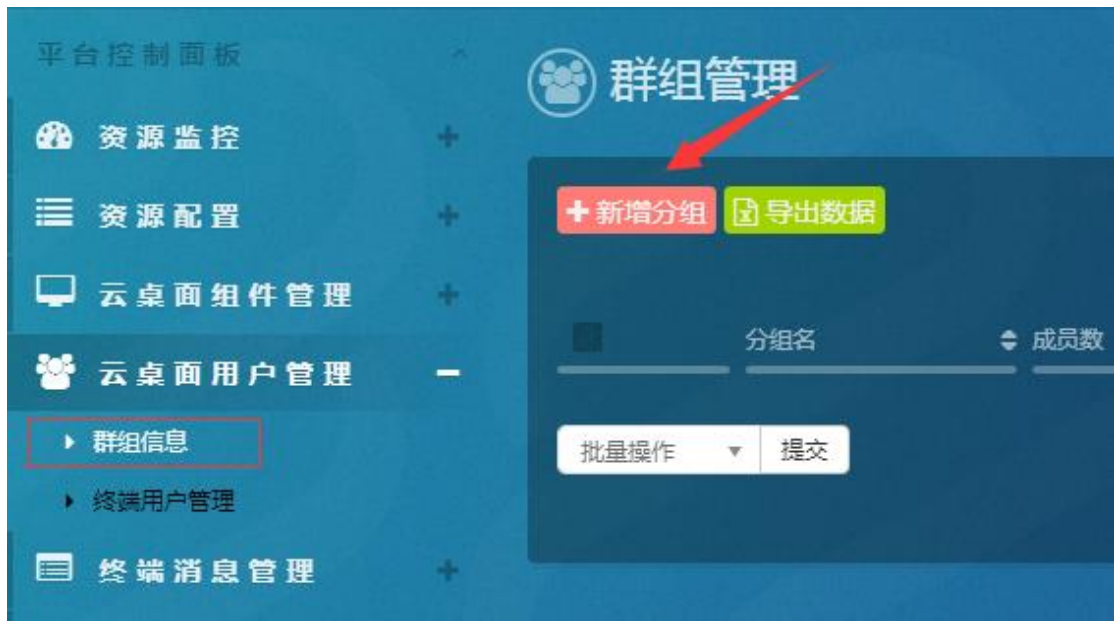 平台控制面板
资源监控
资源配置
云桌面组件管理
云桌面用户管理
群组信息
终端用户管理
终端消息管理
群组管理
新增分组 导出数据
分组名 成员数
批量操作 提交